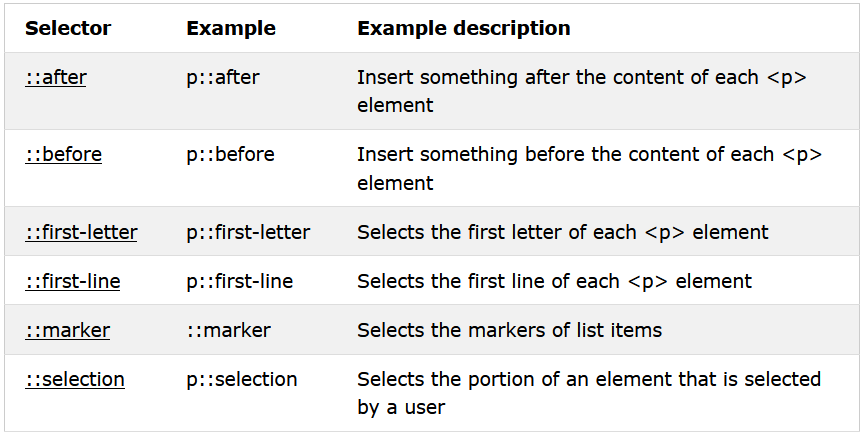 Selector Example Example description
::after p::after Insert something after the content of each <p>
element
::before p::before Insert something before the content of each <p>
element
::first-letter p::first-letter Selects the first letter of each <p> element
::first-line p::first-line Selects the first line of each <p> element
::marker ::marker Selects the markers of list items
::selection p::selection Selects the portion of an element that is selected
by a user